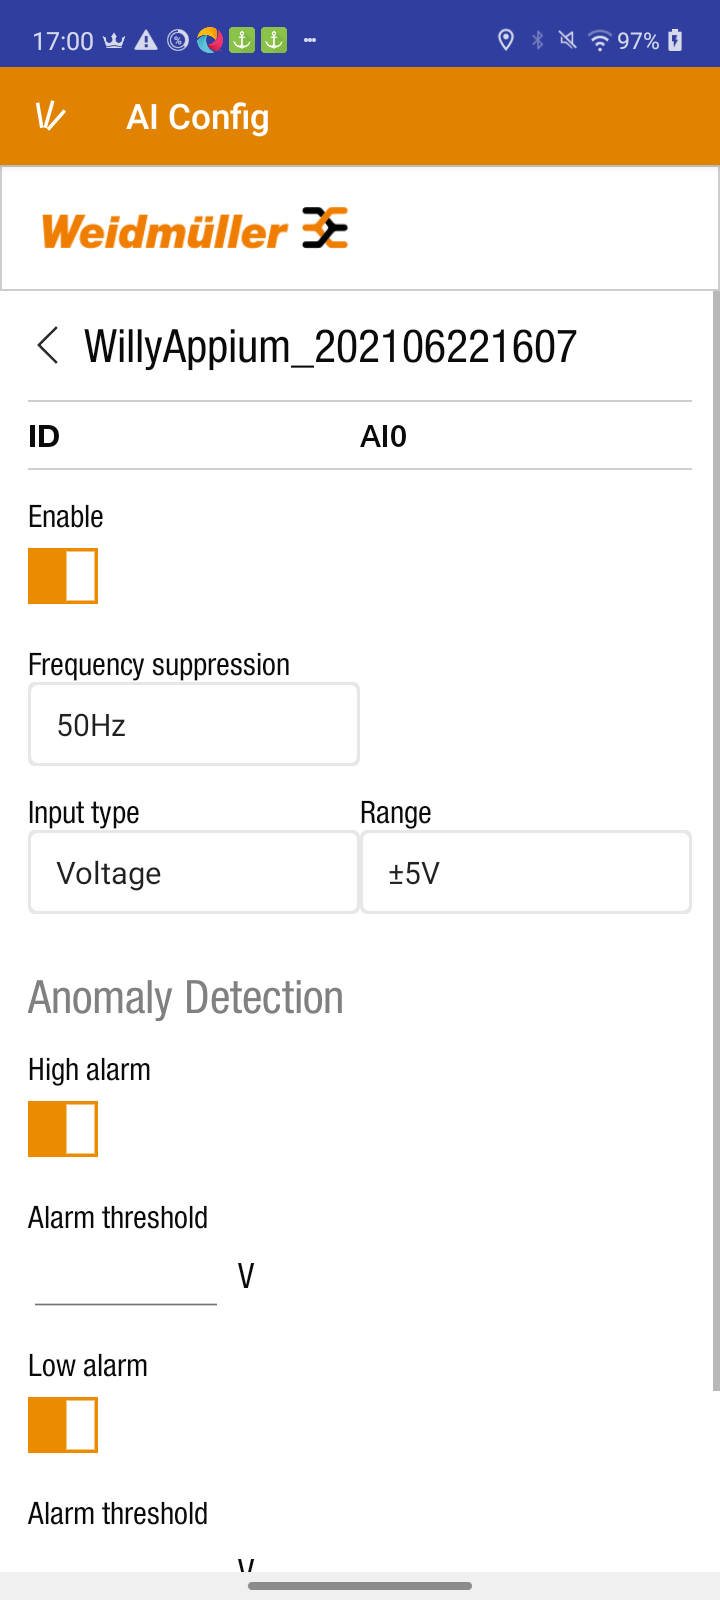 17:00 97%
AI Config
Weidmüller
WillyAppium_202106221607
ID AI0
Enable
Frequency suppression
50Hz
Input type Range
Voltage ±5V
Anomaly Detection
High alarm
Alarm threshold
V
Low alarm
Alarm threshold
V